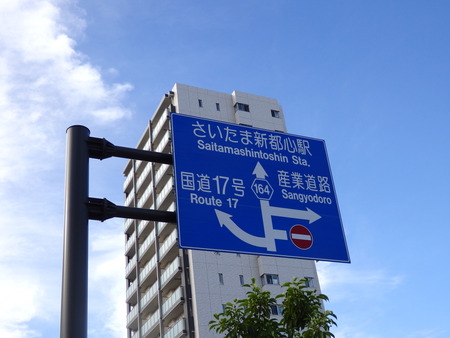 さいたま新都心駅
Saitamashintoshin Sta.
国道17号
Route 17
164
産業道路
Sangyodoro